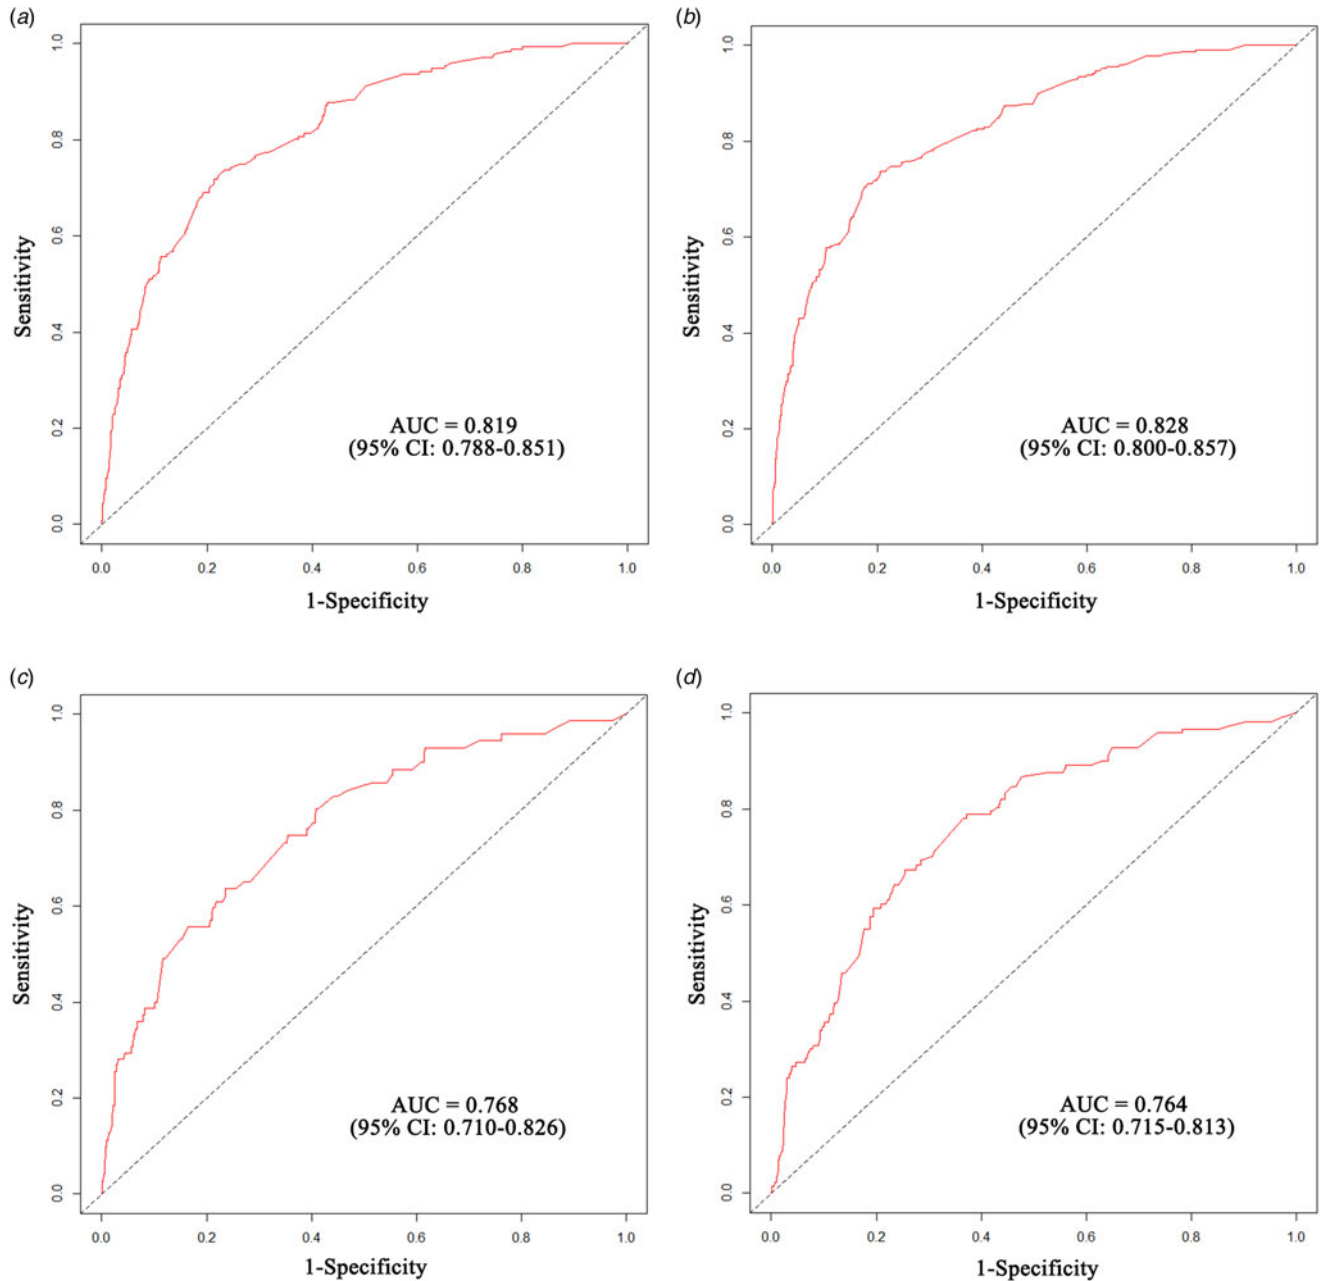 (a)
1.0
0.8
0.6
0.4
0.2
0.0
Sensitivity
AUC = 0.819
(95% CI: 0.788-0.851)
0.0 0.2 0.4 0.6 0.8 1.0
1-Specificity
(b)
1.0
0.8
0.6
0.4
0.2
0.0
Sensitivity
AUC = 0.828
(95% CI: 0.800-0.857)
0.0 0.2 0.4 0.6 0.8 1.0
1-Specificity
(c)
1.0
0.8
0.6
0.4
0.2
0.0
Sensitivity
AUC = 0.768
(95% CI: 0.710-0.826)
0.0 0.2 0.4 0.6 0.8 1.0
1-Specificity
(d)
1.0
0.8
0.6
0.4
0.2
0.0
Sensitivity
AUC = 0.764
(95% CI: 0.715-0.813)
0.0 0.2 0.4 0.6 0.8 1.0
1-Specificity